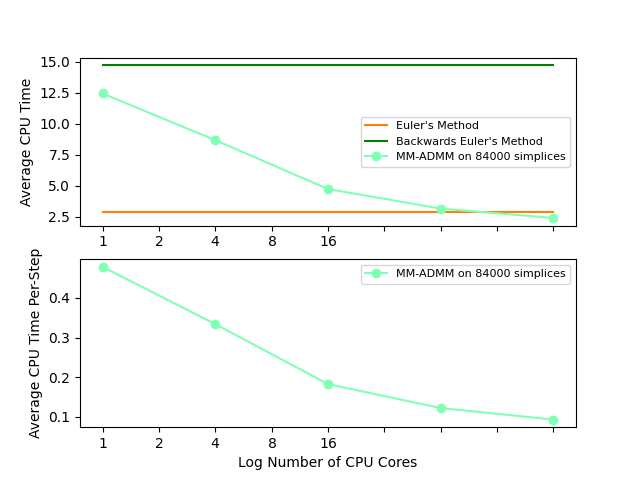 15.0
12.5
10.0
7.5
5.0
2.5
Average CPU Time
Euler's Method
Backwards Euler's Method
MM-ADMM on 84000 simplices
1 2 4 8 16
0.4
0.3
0.2
0.1
Average CPU Time Per-Step
MM-ADMM on 84000 simplices
1 2 4 8 16
Log Number of CPU Cores